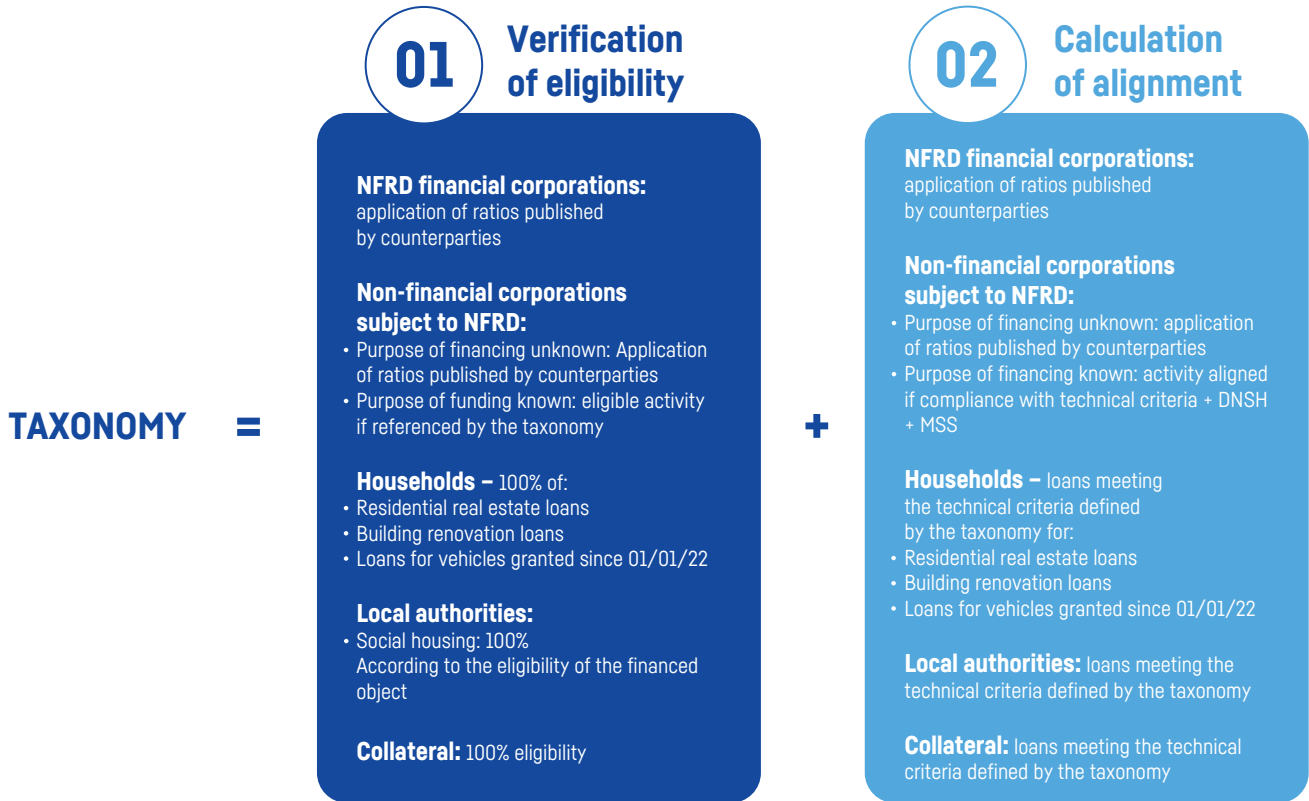 TAXONOMY
=
01
Verification
of eligibility
NFRD financial corporations:
application of ratios published
by counterparties
Non-financial corporations
subject to NFRD:
• Purpose of financing unknown: Application
of ratios published by counterparties
• Purpose of funding known: eligible activity
if referenced by the taxonomy
Households – 100% of:
• Residential real estate loans
• Building renovation loans
• Loans for vehicles granted since 01/01/22
Local authorities:
• Social housing: 100%
According to the eligibility of the financed
object
Collateral: 100% eligibility
+
02
Calculation
of alignment
NFRD financial corporations:
application of ratios published
by counterparties
Non-financial corporations
subject to NFRD:
• Purpose of financing unknown: application
of ratios published by counterparties
• Purpose of financing known: activity aligned
if compliance with technical criteria + DNSH
+ MSS
Households – loans meeting
the technical criteria defined
by the taxonomy for:
• Residential real estate loans
• Building renovation loans
• Loans for vehicles granted since 01/01/22
Local authorities: loans meeting the
technical criteria defined by the taxonomy
Collateral: loans meeting the technical
criteria defined by the taxonomy